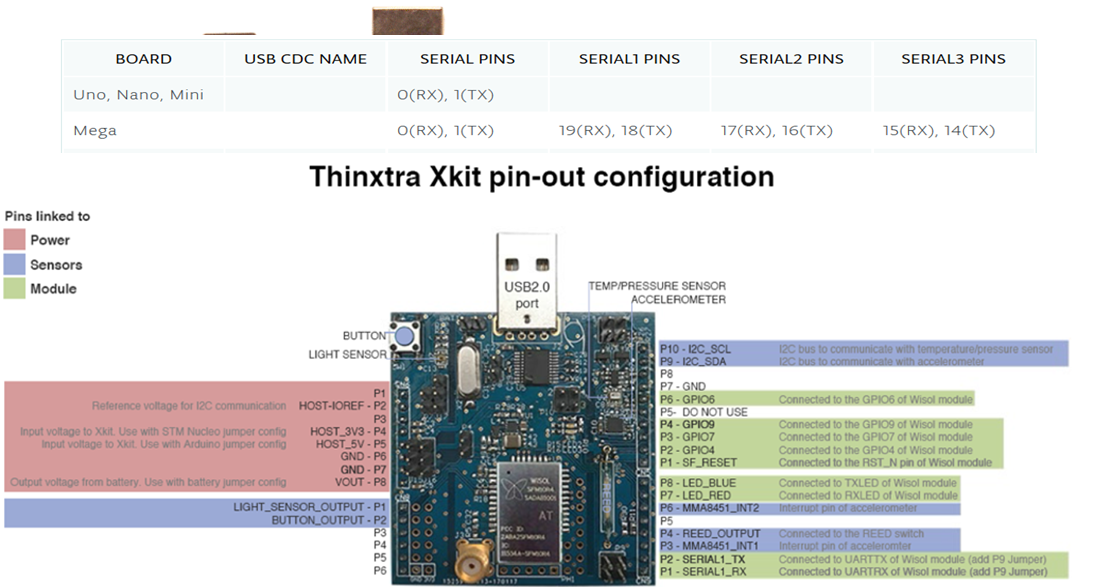 BOARD USB CDC NAME SERIAL PINS SERIAL1 PINS SERIAL2 PINS SERIAL3 PINS
Uno, Nano, Mini 0(RX), 1(TX)
Mega 0(RX), 1(TX) 19(RX), 18(TX) 17(RX), 16(TX) 15(RX), 14(TX)
Thinxtra Xkit pin-out configuration
Pins linked to
Power
Sensors
Module
USB2.0
port
TEMP/PRESSURE SENSOR
ACCELEROMETER
BUTTON
LIGHT SENSOR
P1
Reference voltage for I2C communication HOST-IOREF - P2
P3
Input voltage to Xkit. Use with STM Nucleo jumper config HOST_3V3 - P4
Input voltage to Xkit. Use with Arduino jumper config HOST_5V - P5
GND - P6
GND - P7
Output voltage from battery. Use with battery jumper config VOUT - P8
LIGHT_SENSOR_OUTPUT - P1
BUTTON_OUTPUT - P2
P3
P4
P5
P6
P10 - I2C_SCL I2C bus to communicate with temperature/pressure sensor
P9 - I2C_SDA I2C bus to communicate with accelerometer
P8
P7 - GND
P6 - GPIO6 Connected to the GPIO6 of Wisol module
P5- DO NOT USE
P4 - GPIO9 Connected to the GPIO9 of Wisol module
P3 - GPIO7 Connected to the GPIO7 of Wisol module
P2 - GPIO4 Connected to the GPIO4 of Wisol module
P1 - SF_RESET Connected to the RST_N pin of Wisol module
P8 - LED_BLUE Connected to TXLED of Wisol module
P7 - LED_RED Connected to RXLED of Wisol module
P6 - MMA8451_INT2 Interrupt pin of accelerometer
P5
P4 - REED_OUTPUT Connected to the REED switch
P3 - MMA8451_INT1 Interrupt pin of acceleromter
P2 - SERIAL1_TX Connected to UARTTX of Wisol module (add P9 Jumper)
P1 - SERIAL1_RX Connected to UARTRX of Wisol module (add P9 Jumper)
WISOL
AT